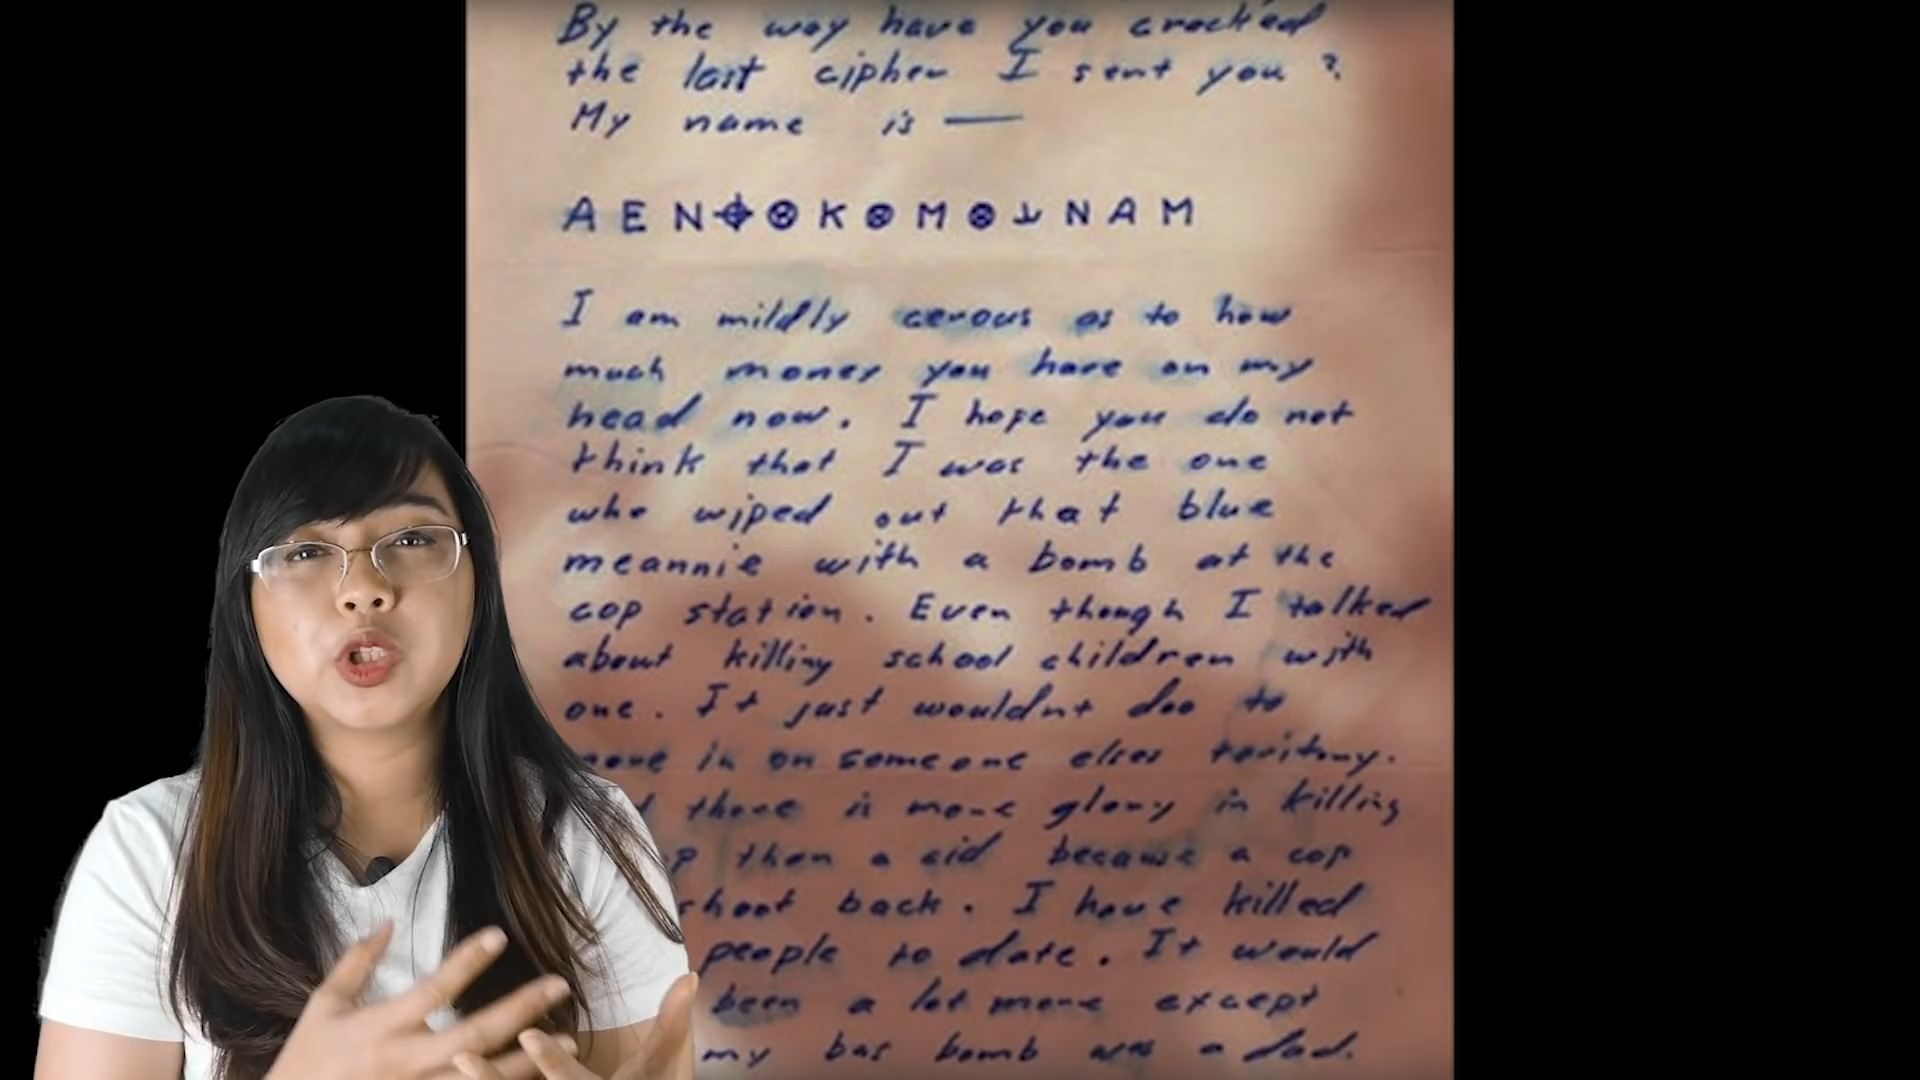 By the way have you cracked
the last cipher I sent you?
My name is —
A E N ⌖ ⊗ K ⊗ M ⊗ N A M
I am mildly cerous as to how
much money you have on my
head now. I hope you do not
think that I was the one
who wiped out that blue
meannie with a bomb at the
cop station. Even though I talked
about killing school children with
one. It just wouldnt doo to
move in on someone elses teritory.
there is more glory in killing
than a cid because a cop
shoot back. I have killed
people to date. It would
been a lot more except
my bus bomb was a dad.